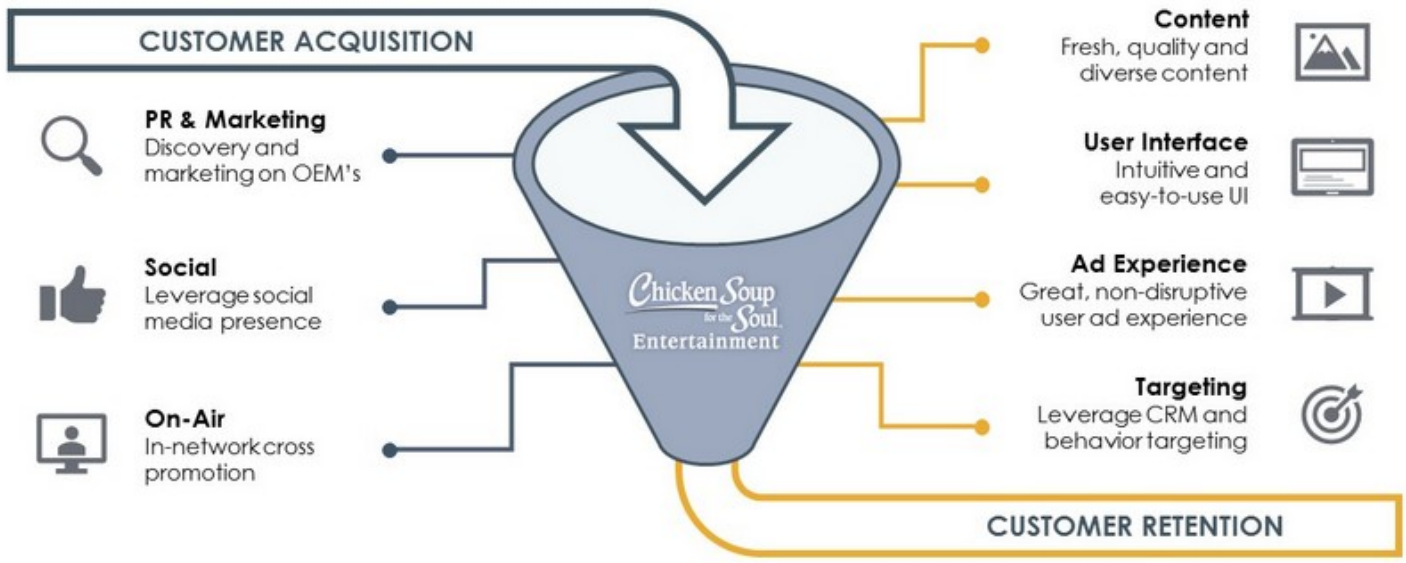 CUSTOMER ACQUISITION
PR & Marketing
Discovery and
marketing on OEM's
Social
Leverage social
media presence
On-Air
In-network cross
promotion
Chicken Soup
for the Soul
Entertainment
Content
Fresh, quality and
diverse content
User Interface
Intuitive and
easy-to-use UI
Ad Experience
Great, non-disruptive
user ad experience
Targeting
Leverage CRM and
behavior targeting
CUSTOMER RETENTION